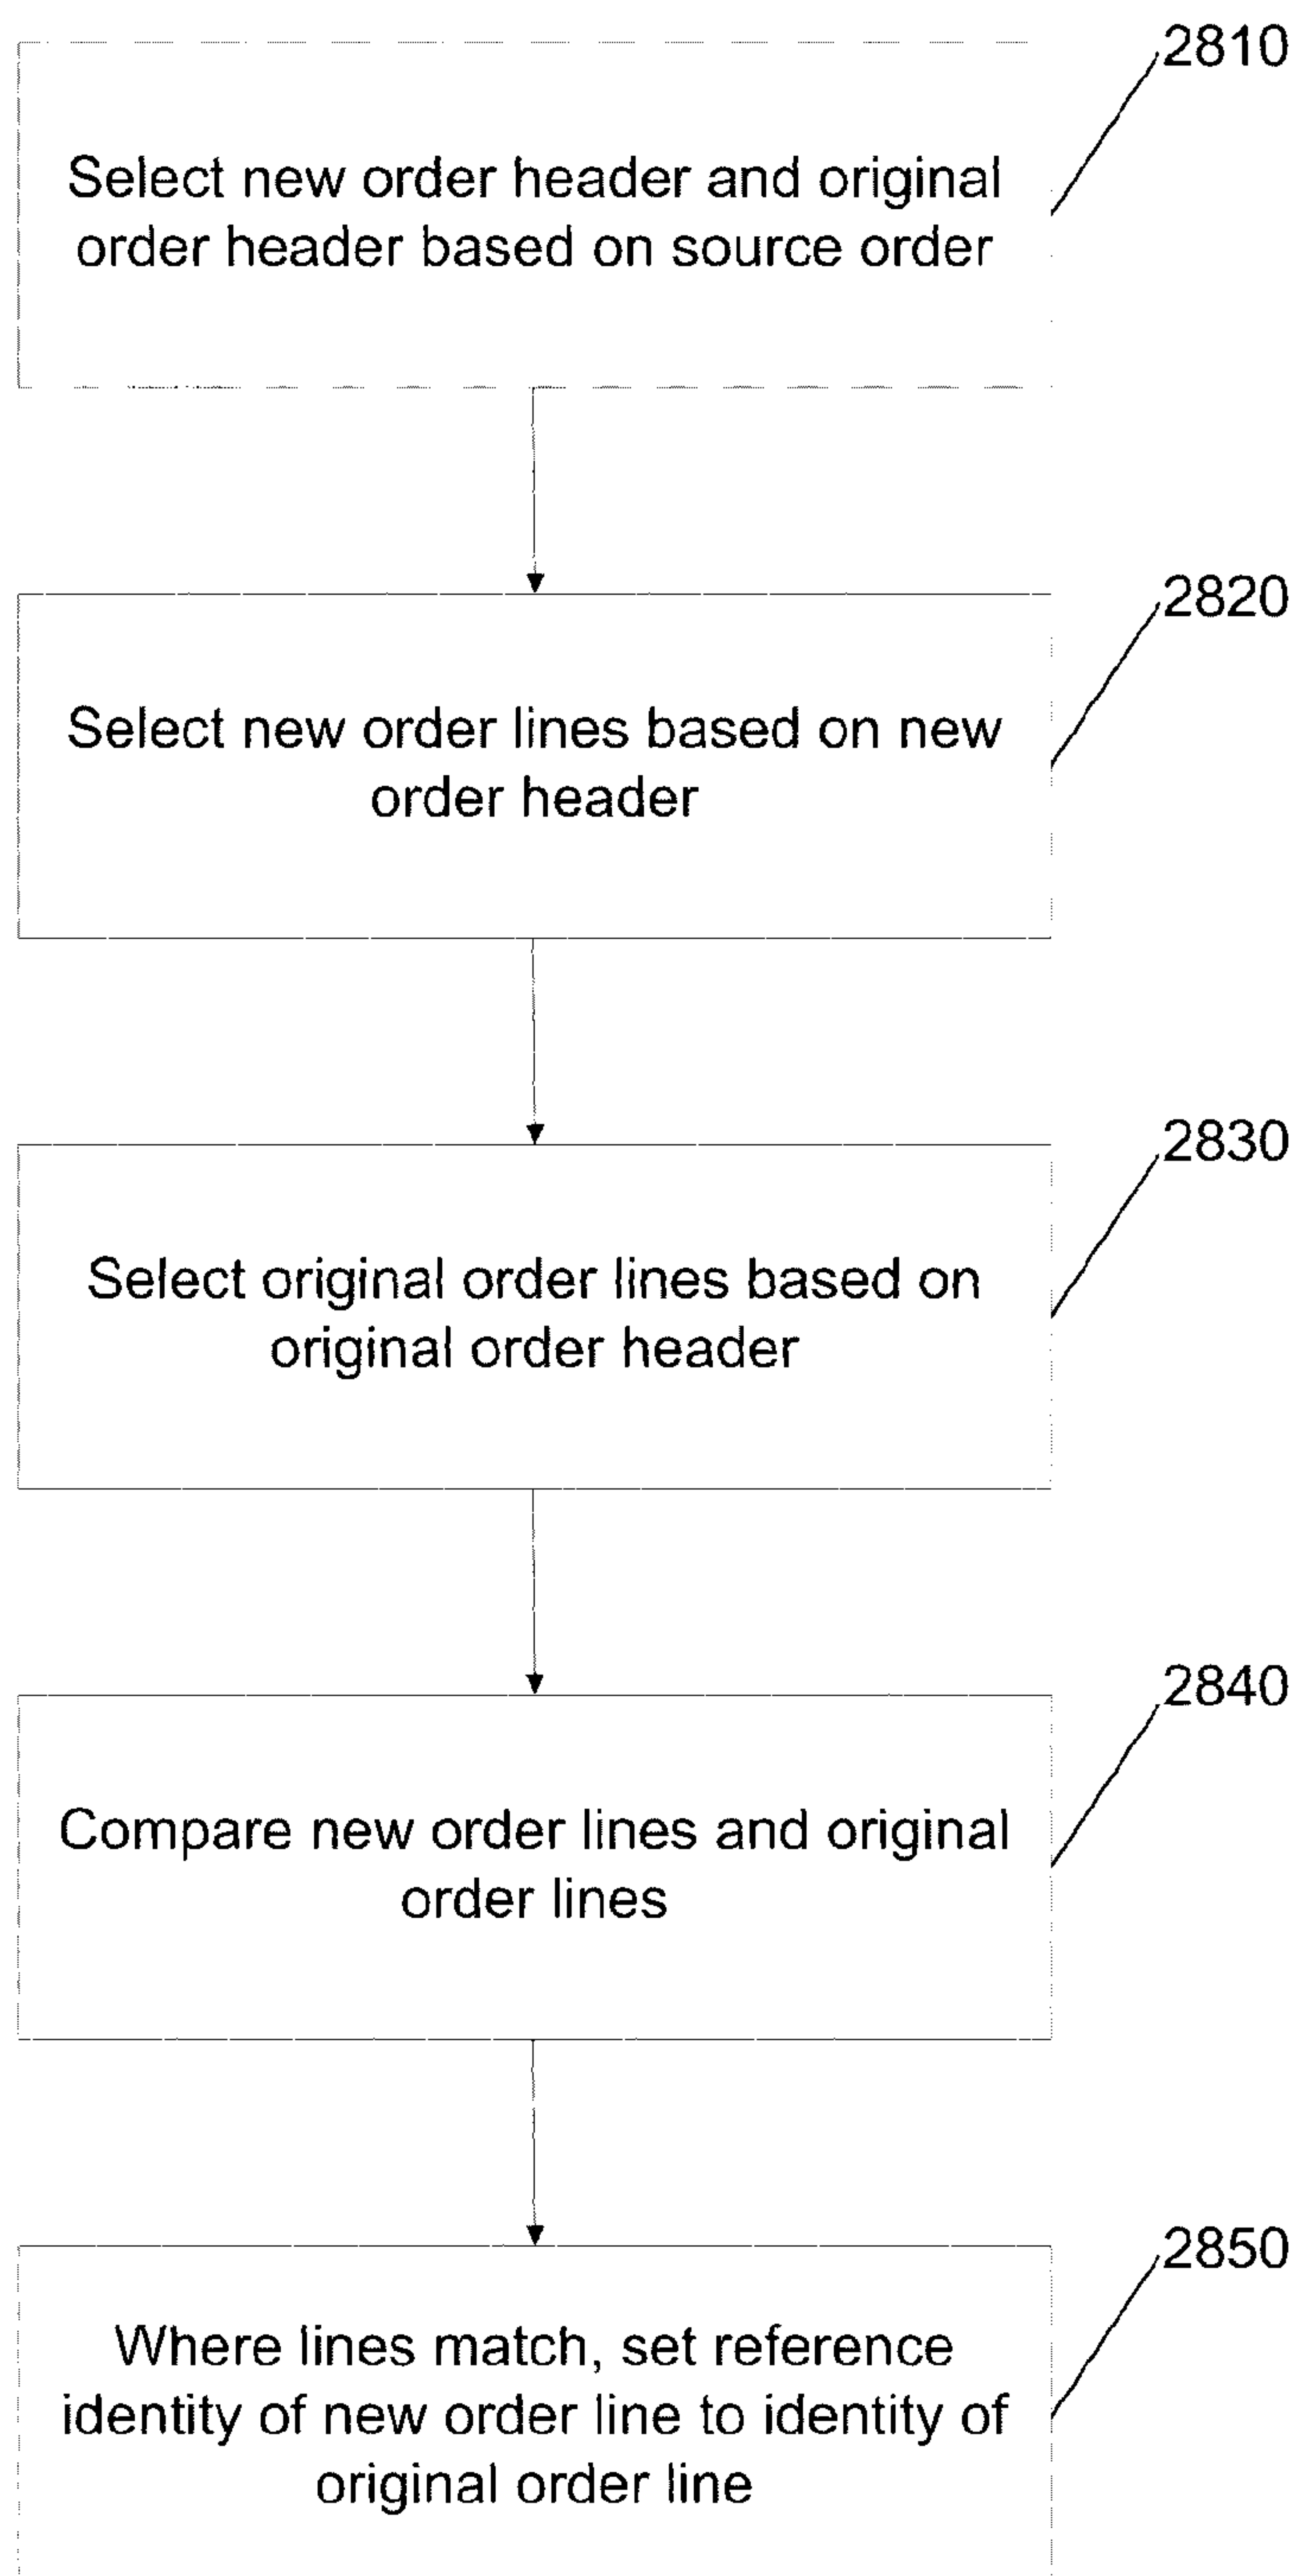 2810
Select new order header and original
order header based on source order
2820
Select new order lines based on new
order header
2830
Select original order lines based on
original order header
2840
Compare new order lines and original
order lines
2850
Where lines match, set reference
identity of new order line to identity of
original order line